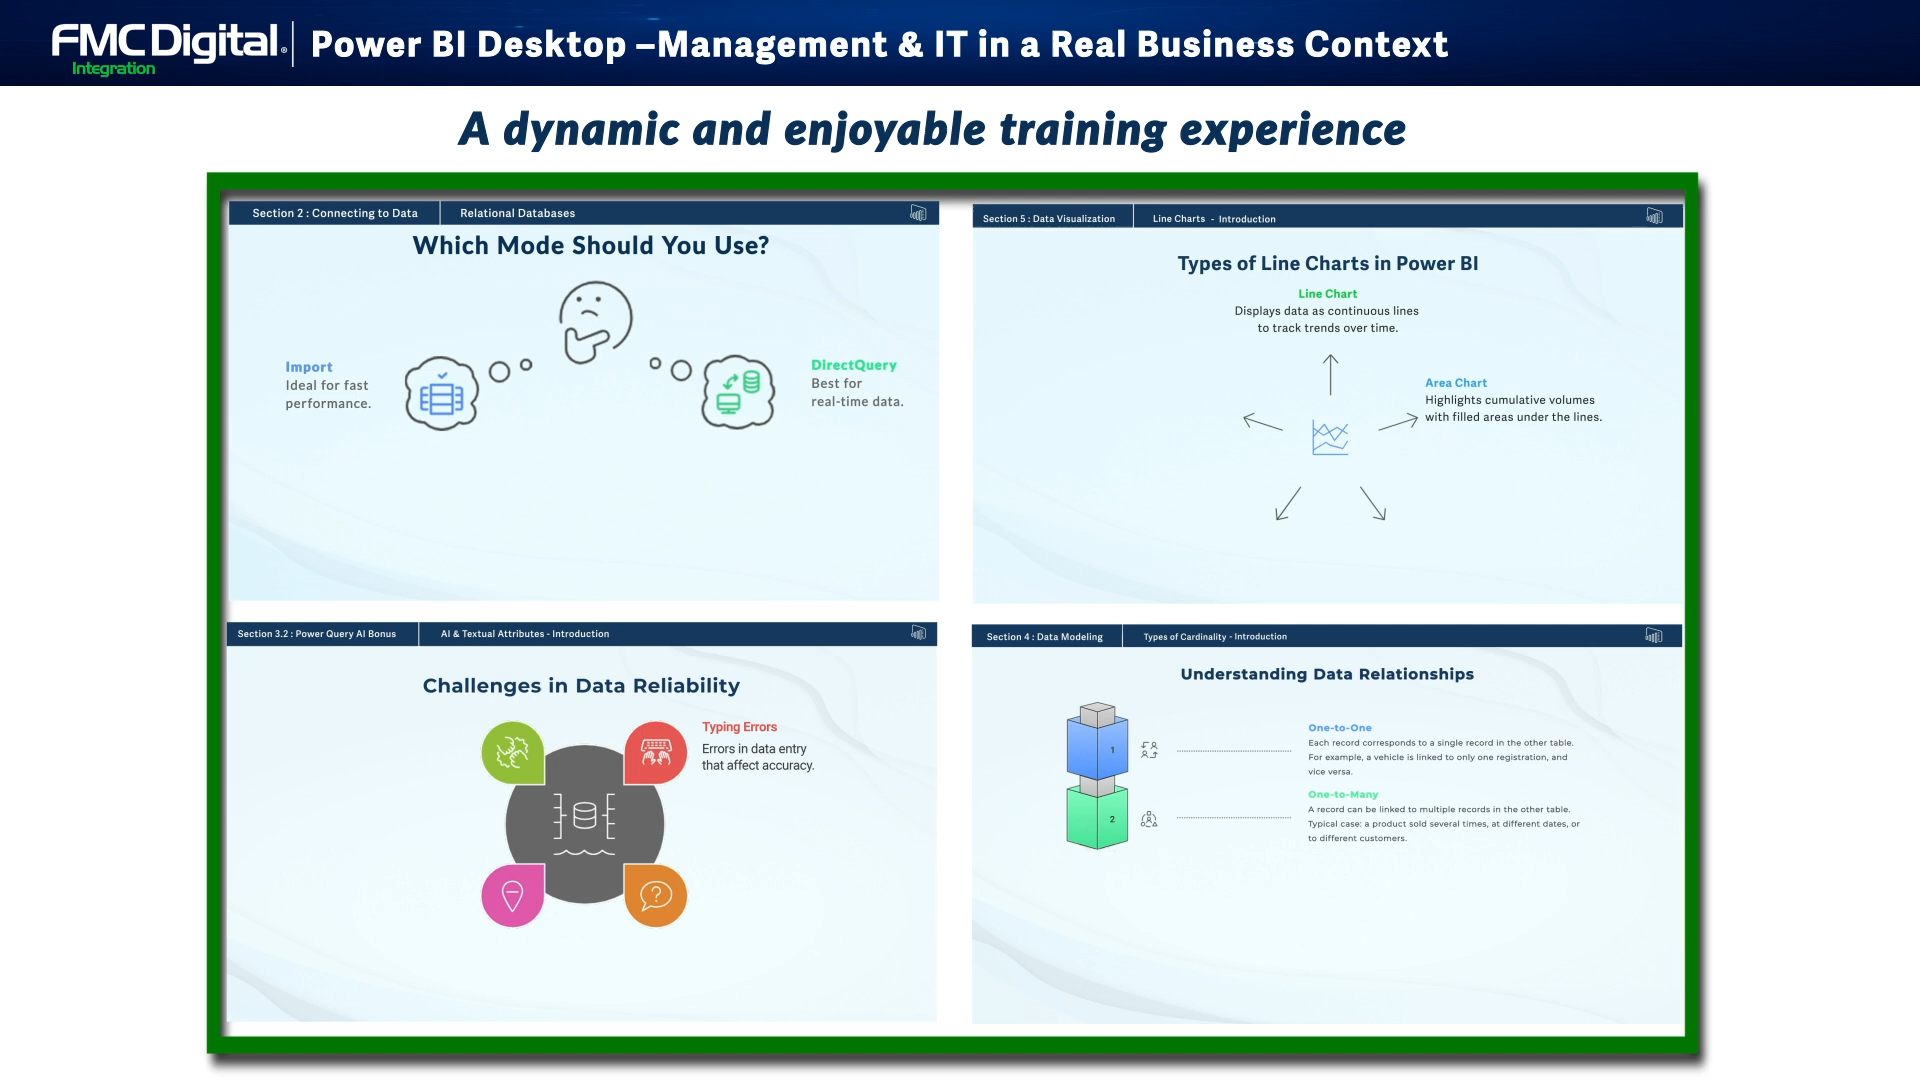 FMC Digital®
Integration
Power BI Desktop –Management & IT in a Real Business Context
A dynamic and enjoyable training experience
Section 2 : Connecting to Data
Relational Databases
Which Mode Should You Use?
Import
Ideal for fast
performance.
DirectQuery
Best for
real-time data.
Section 5 : Data Visualization
Line Charts - Introduction
Types of Line Charts in Power BI
Line Chart
Displays data as continuous lines
to track trends over time.
Area Chart
Highlights cumulative volumes
with filled areas under the lines.
Section 3.2 : Power Query AI Bonus
AI & Textual Attributes - Introduction
Challenges in Data Reliability
Typing Errors
Errors in data entry
that affect accuracy.
?
Section 4 : Data Modeling
Types of Cardinality - Introduction
Understanding Data Relationships
1
One-to-One
Each record corresponds to a single record in the other table.
For example, a vehicle is linked to only one registration, and
vice versa.
2
One-to-Many
A record can be linked to multiple records in the other table.
Typical case: a product sold several times, at different dates, or
to different customers.